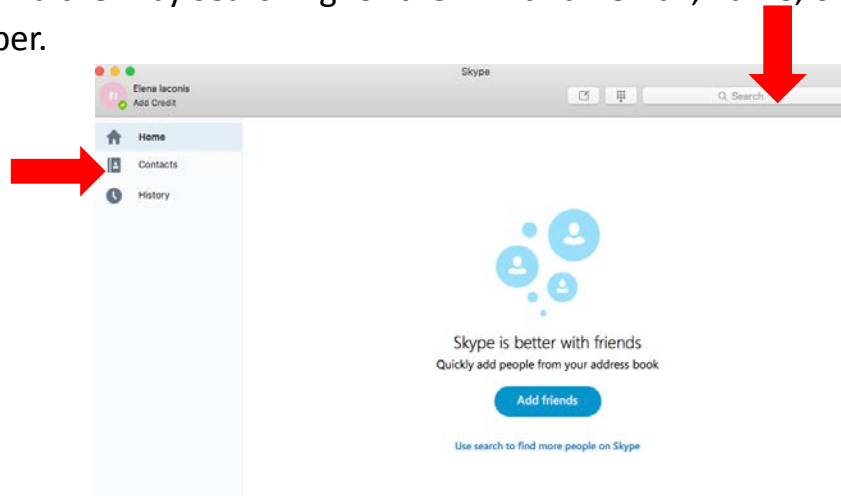 ber.
Skype
Elena Iaconis
Add Credit
Search
Home
Contacts
History
Skype is better with friends
Quickly add people from your address book
Add friends
Use search to find more people on Skype